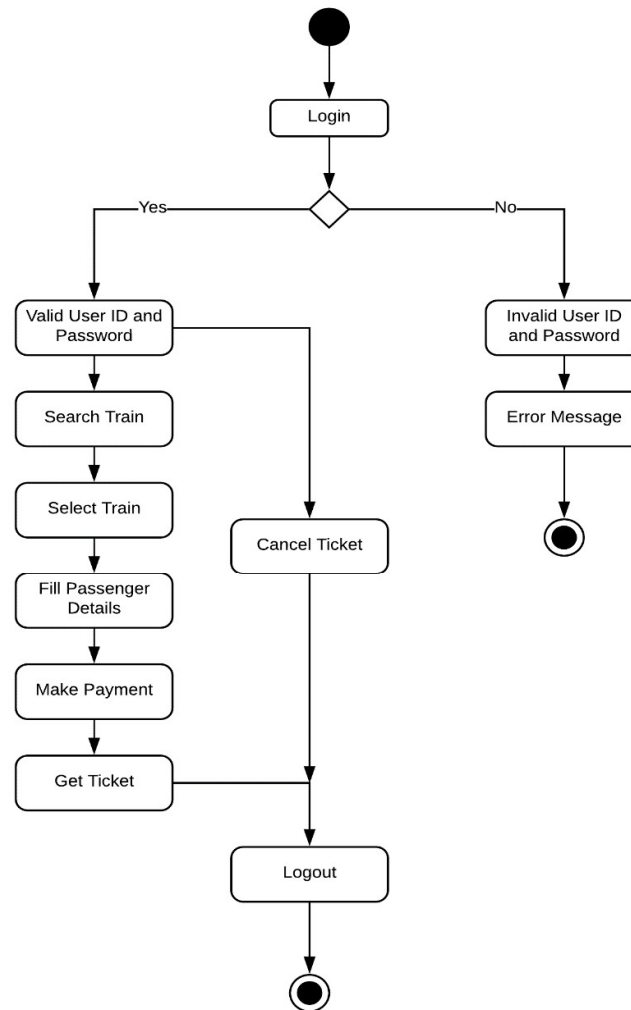 Login
Yes
No
Valid User ID and
Password
Invalid User ID
and Password
Search Train
Error Message
Select Train
Cancel Ticket
Fill Passenger
Details
Make Payment
Get Ticket
Logout